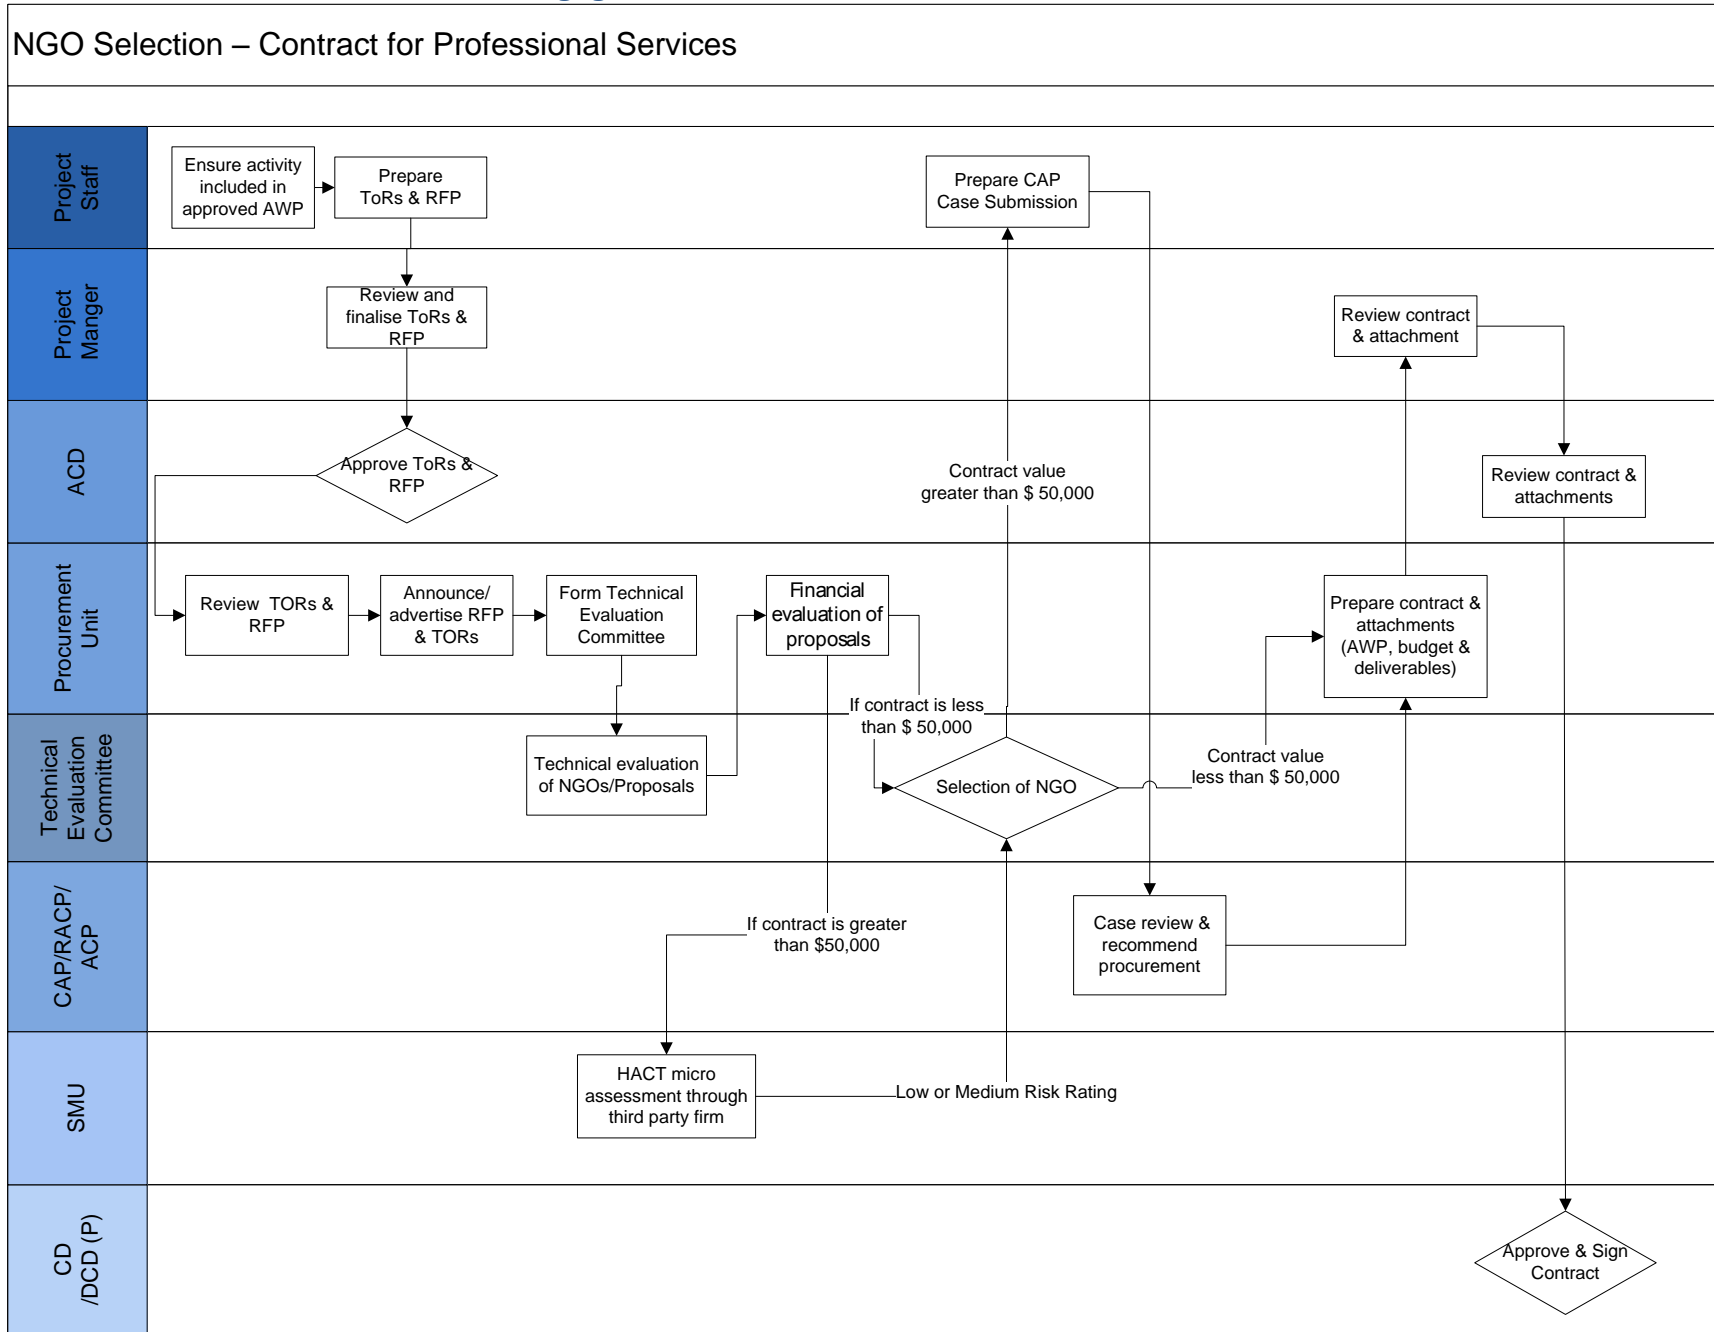 NGO Selection – Contract for Professional Services
Project
Staff
Ensure activity
included in
approved AWP
Prepare
ToRs & RFP
Prepare CAP
Case Submission
Project
Manger
Review and
finalise ToRs &
RFP
Review contract
& attachment
ACD
Approve ToRs &
RFP
Contract value
greater than $ 50,000
Review contract &
attachments
Procurement
Unit
Review  TORs &
RFP
Announce/
advertise RFP
& TORs
Form Technical
Evaluation
Committee
Financial
evaluation of
proposals
Prepare contract &
attachments
(AWP, budget &
deliverables)
If contract is less
than $ 50,000
Technical
Evaluation
Committee
Technical evaluation
of NGOs/Proposals
Selection of NGO
Contract value
less than $ 50,000
CAP/RACP/
ACP
If contract is greater
than $50,000
Case review &
recommend
procurement
SMU
HACT micro
assessment through
third party firm
Low or Medium Risk Rating
CD
/DCD (P)
Approve & Sign
Contract